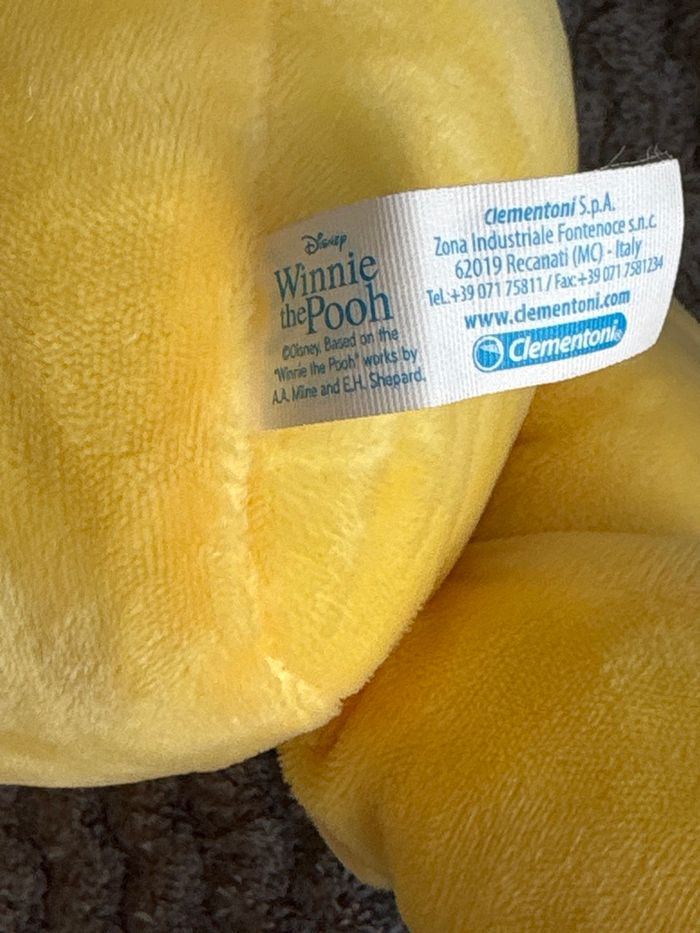 Disney
Winnie
the Pooh
©Disney. Based on the
"Winnie the Pooh" works by
A.A. Milne and E.H. Shepard.
Clementoni S.p.A.
Zona Industriale Fontenoce s.n.c.
62019 Recanati (MC) - Italy
Tel.:+39 071 75811 / Fax:+39 071 7581234
www.clementoni.com
Clementoni®